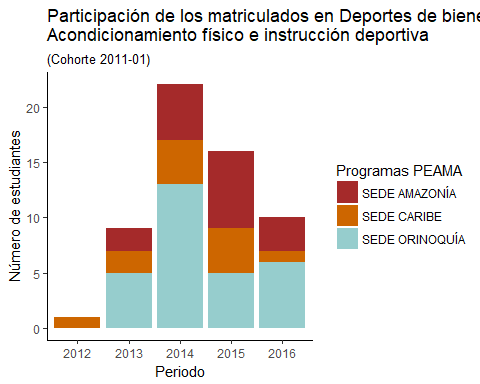 Participación de los matriculados en Deportes de
Acondicionamiento físico e instrucción deportiva
(Cohorte 2011-01)
Número de estudiantes
20
15
10
5
0
2012 2013 2014 2015 2016
Periodo
Programas PEAMA
SEDE AMAZONÍA
SEDE CARIBE
SEDE ORINOQUÍA